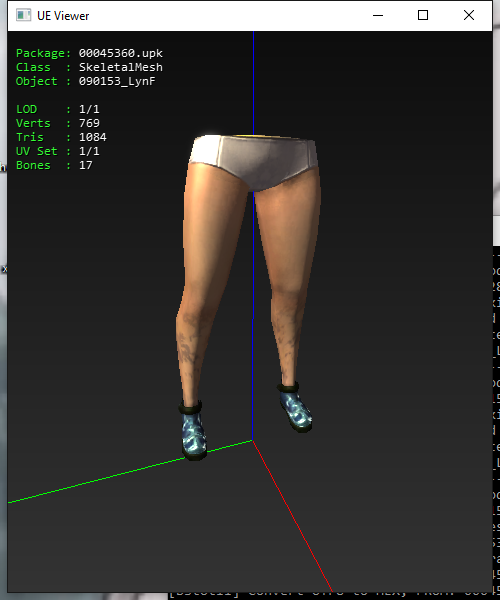 UE Viewer
Package: 00045360.upk
Class : SkeletalMesh
Object : 090153_LynF
LOD : 1/1
Verts : 769
Tris : 1084
UV Set : 1/1
Bones : 17